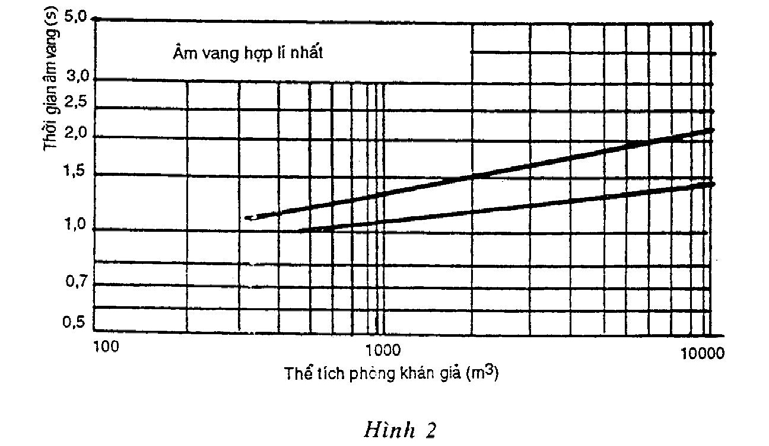 Thời gian âm vang (s)
5,0
Âm vang hợp lí nhất
3,0
2,5
2,0
1,5
1,0
0,7
0,5
100
1000
10000
Thể tích phòng khán giả (m3)
Hình 2